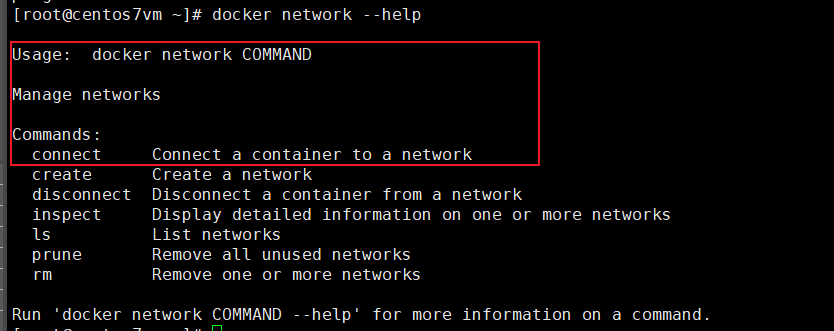 [root@centos7vm ~]# docker network --help
Usage:  docker network COMMAND
Manage networks
Commands:
  connect     Connect a container to a network
  create      Create a network
  disconnect  Disconnect a container from a network
  inspect     Display detailed information on one or more networks
  ls          List networks
  prune       Remove all unused networks
  rm          Remove one or more networks
Run 'docker network COMMAND --help' for more information on a command.